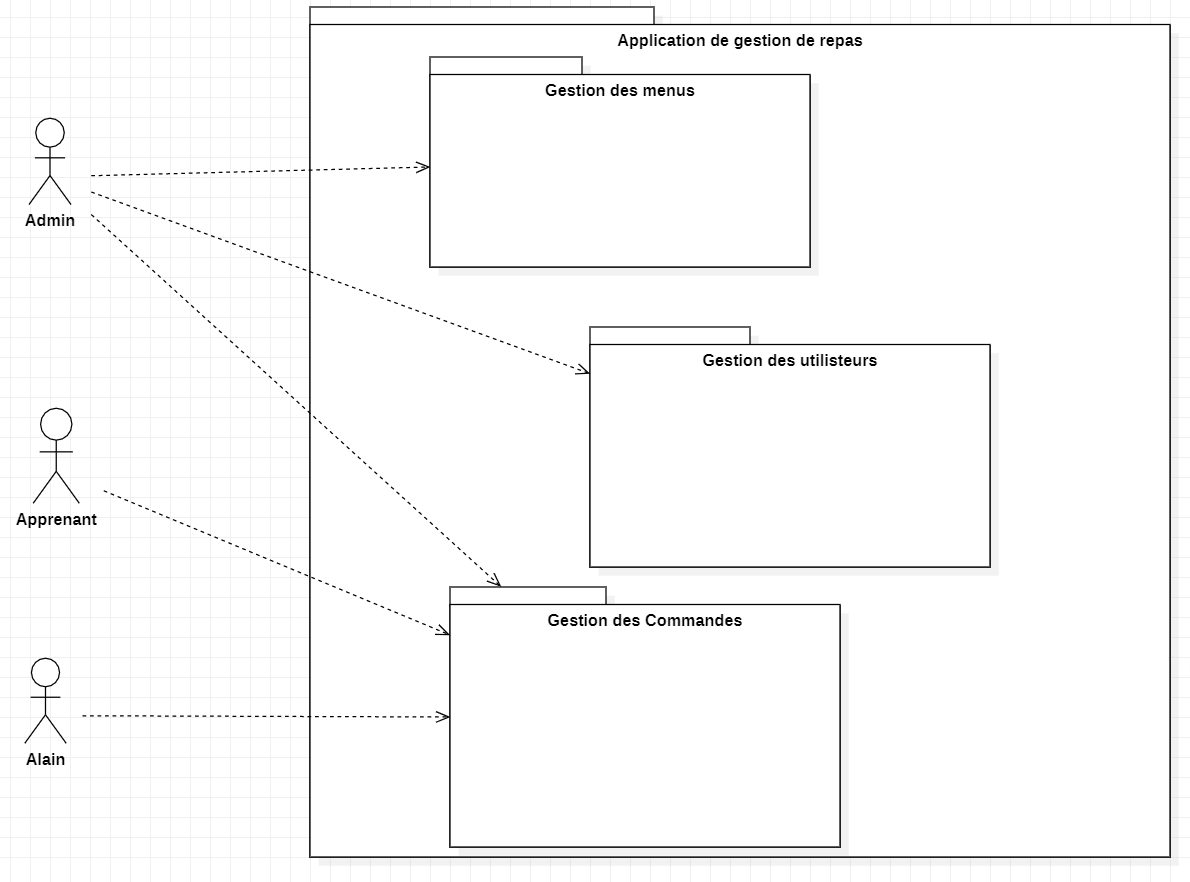 Application de gestion de repas
Gestion des menus
Admin
Gestion des utilisteurs
Apprenant
Gestion des Commandes
Alain